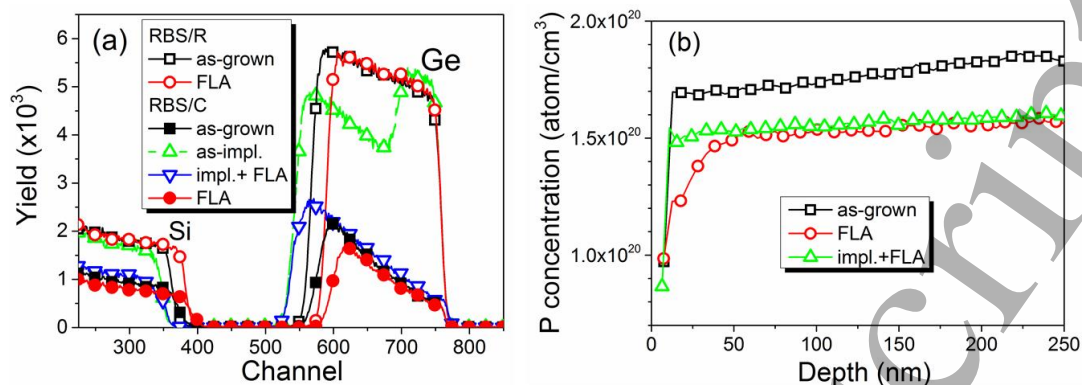 (a)
RBS/R
as-grown
FLA
RBS/C
as-grown
as-impl.
impl.+ FLA
FLA
Si
Ge
Yield (x10³)
6
5
4
3
2
1
0
300 400 500 600 700 800
Channel
(b)
P concentration (atom/cm³)
2.0x10²⁰
1.5x10²⁰
1.0x10²⁰
as-grown
FLA
impl.+FLA
0 50 100 150 200 250
Depth (nm)
crip